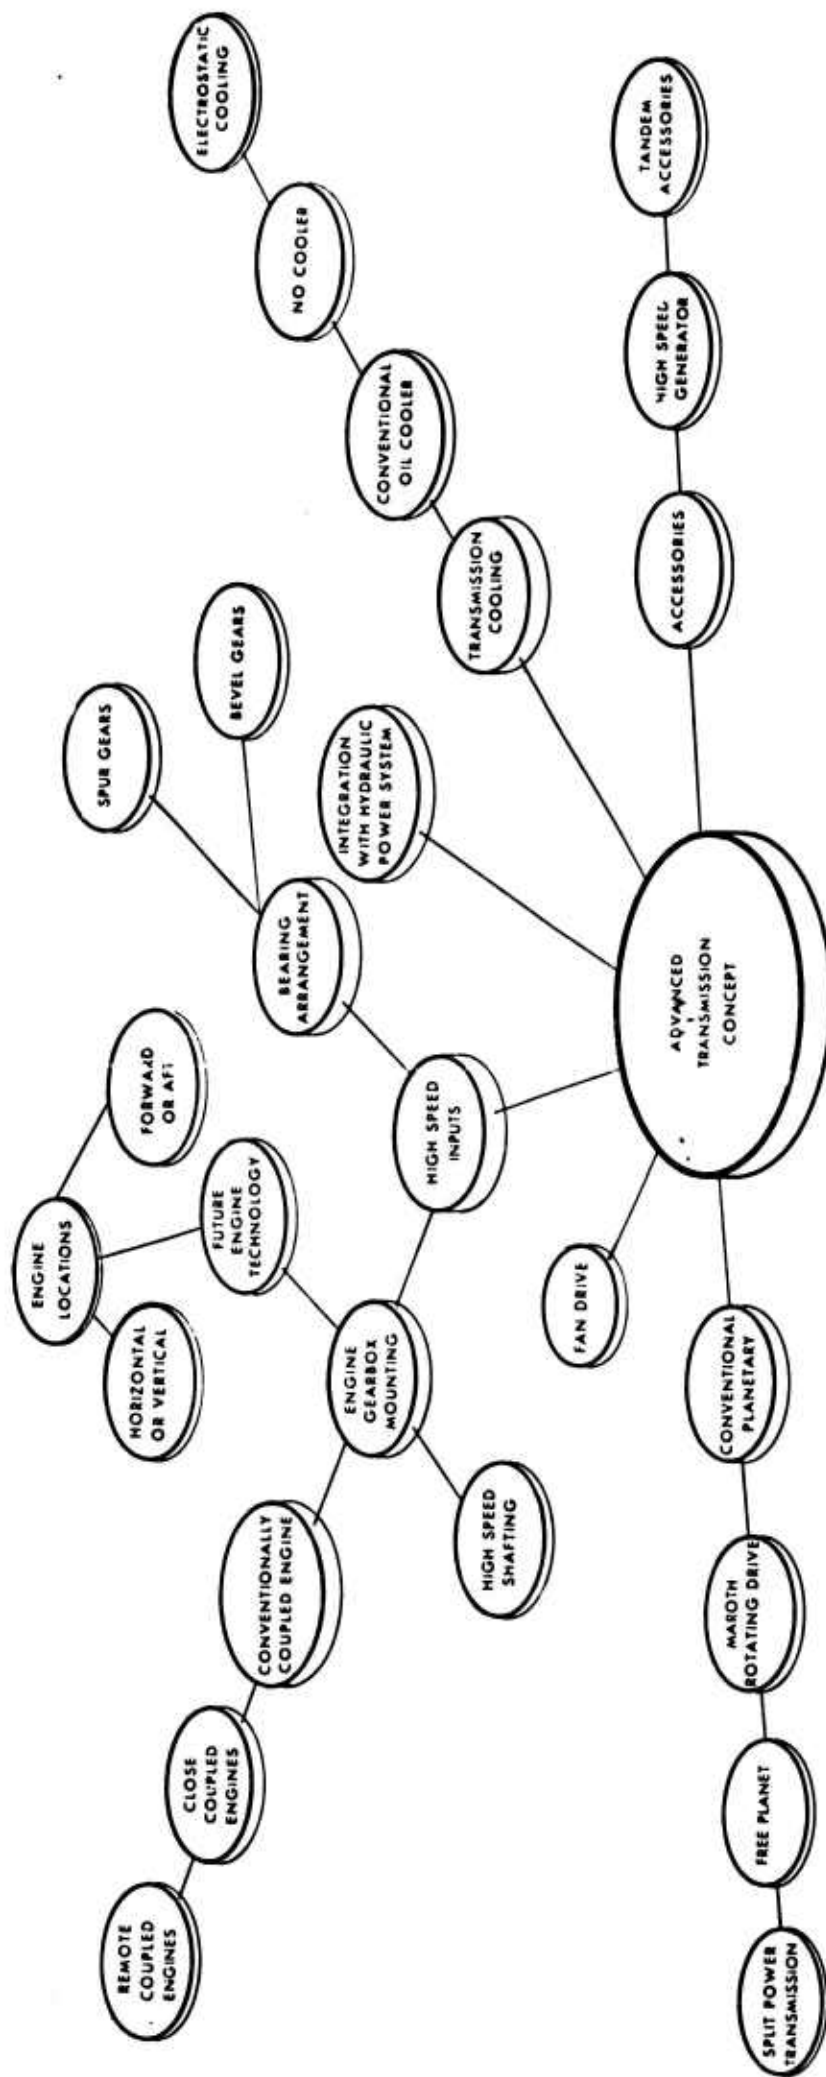 ENGINE
LOCATIONS
HORIZONTAL
OR VERTICAL
FORWARD
OR AFT
FUTURE
ENGINE
TECHNOLOGY
REMOTE
COUPLED
ENGINES
CLOSE
COUPLED
ENGINES
CONVENTIONALLY
COUPLED ENGINE
ENGINE
GEARBOX
MOUNTING
HIGH SPEED
SHAFTING
HIGH SPEED
INPUTS
BEARING
ARRANGEMENT
SPUR GEARS
BEVEL GEARS
INTEGRATION
WITH HYDRAULIC
POWER SYSTEM
TRANSMISSION
COOLING
CONVENTIONAL
OIL COOLER
NO COOLER
ELECTROSTATIC
COOLING
FAN DRIVE
SPLIT POWER
TRANSMISSION
FREE PLANET
MAROTH
ROTATING DRIVE
CONVENTIONAL
PLANETARY
ADVANCED
TRANSMISSION
CONCEPT
ACCESSORIES
HIGH SPEED
GENERATOR
TANDEM
ACCESSORIES